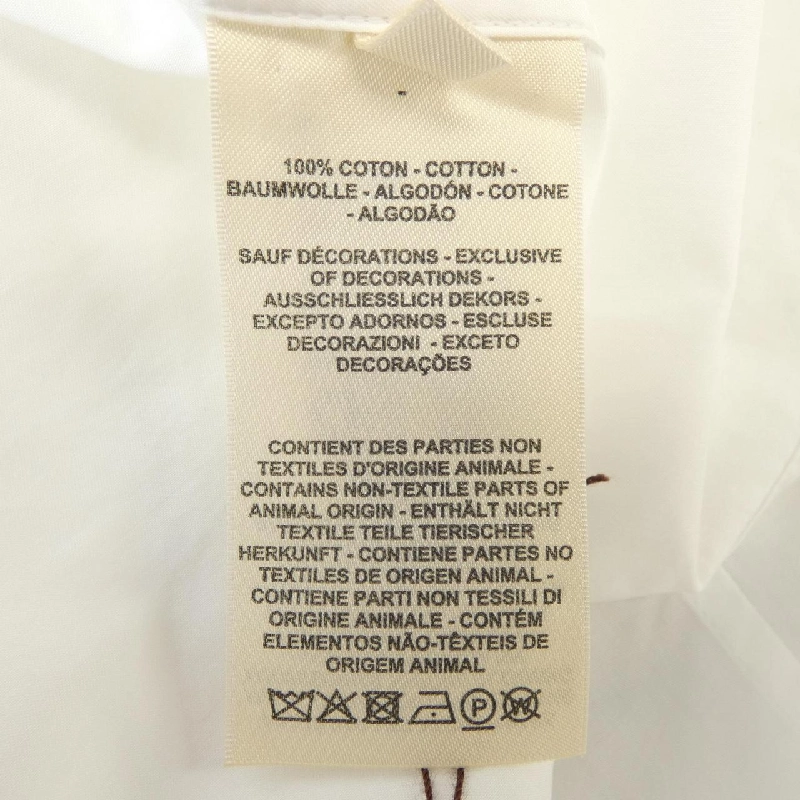 100% COTON - COTTON -
BAUMWOLLE - ALGODÓN - COTONE
- ALGODÃO
SAUF DÉCORATIONS - EXCLUSIVE
OF DECORATIONS -
AUSSCHLIESSLICH DEKORS -
EXCEPTO ADORNOS - ESCLUSE
DECORAZIONI - EXCETO
DECORAÇÕES
CONTIENT DES PARTIES NON
TEXTILES D'ORIGINE ANIMALE -
CONTAINS NON-TEXTILE PARTS OF
ANIMAL ORIGIN - ENTHÄLT NICHT
TEXTILE TEILE TIERISCHER
HERKUNFT - CONTIENE PARTES NO
TEXTILES DE ORIGEN ANIMAL -
CONTIENE PARTI NON TESSILI DI
ORIGINE ANIMALE - CONTÉM
ELEMENTOS NÃO-TÊXTEIS DE
ORIGEM ANIMAL
P W